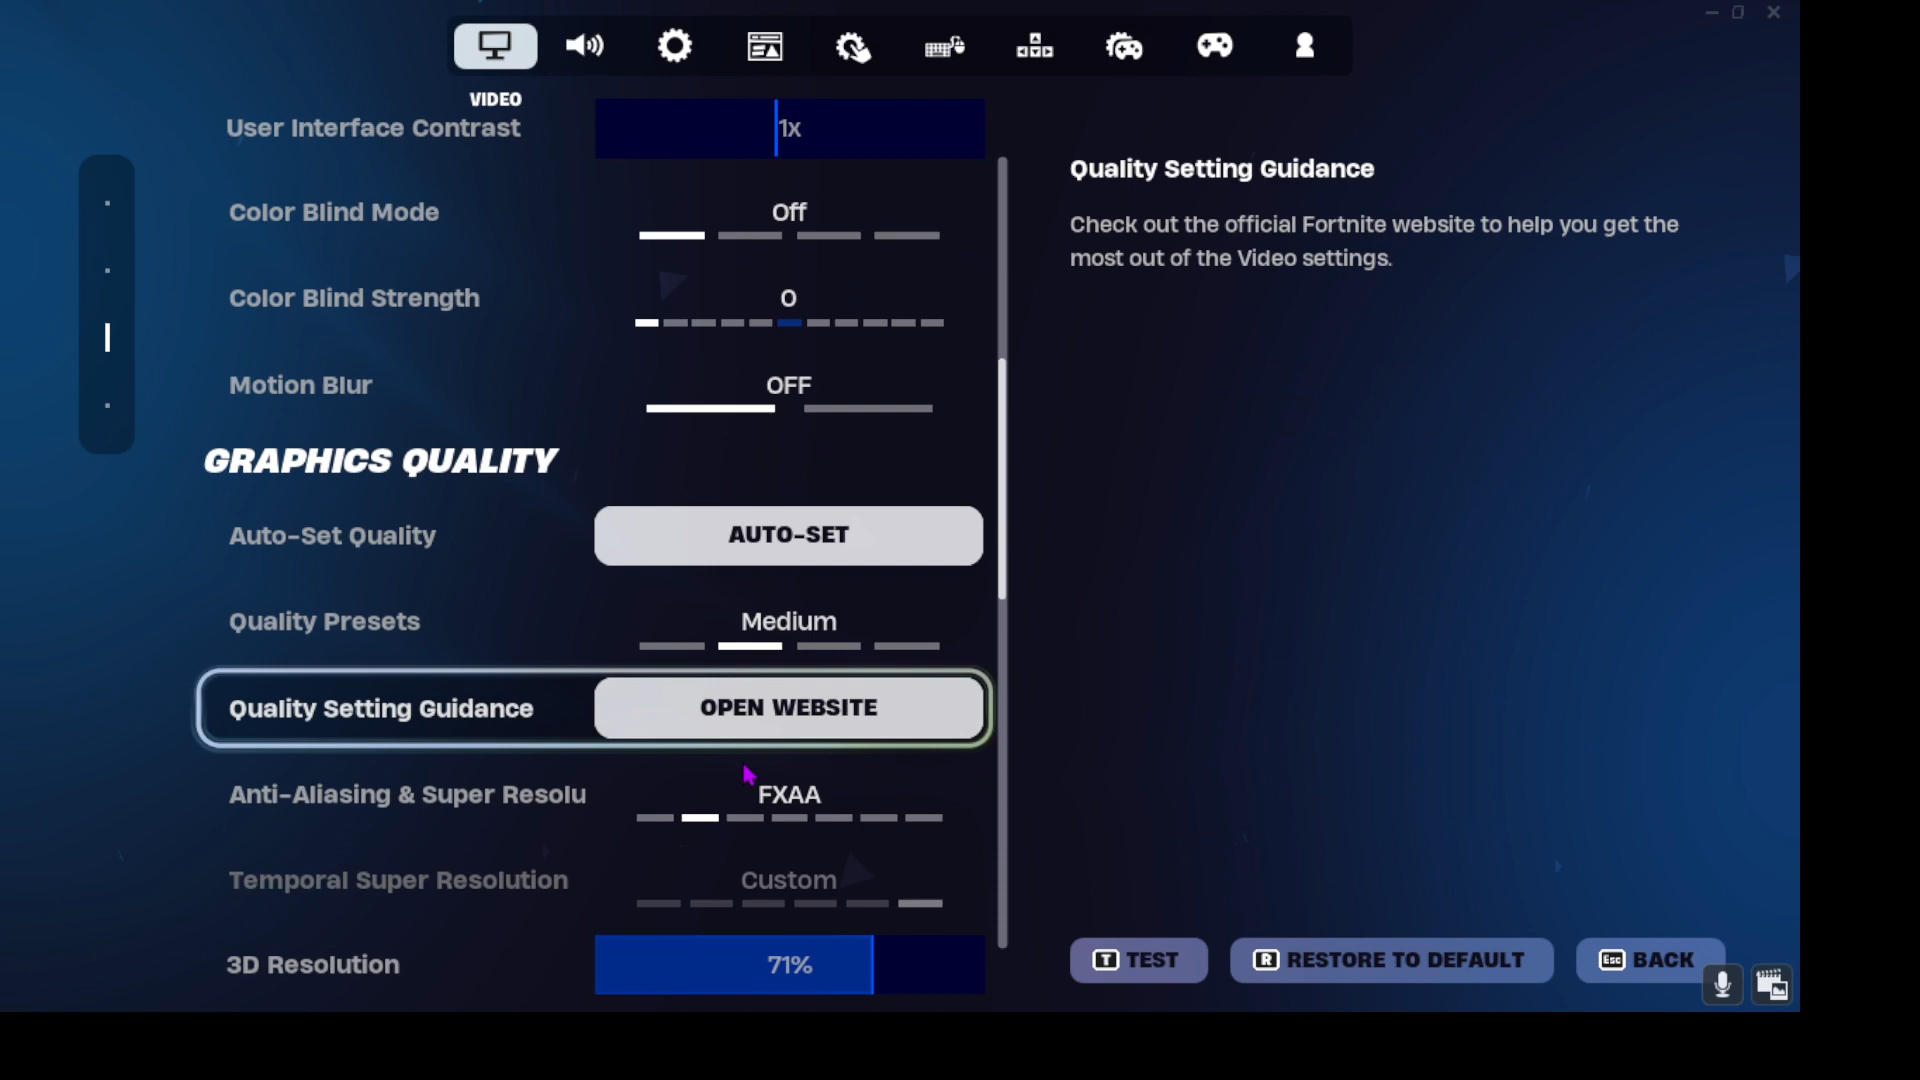 VIDEO
User Interface Contrast
1x
Color Blind Mode
Off
Color Blind Strength
0
Motion Blur
OFF
GRAPHICS QUALITY
Auto-Set Quality
AUTO-SET
Quality Presets
Medium
Quality Setting Guidance
OPEN WEBSITE
Anti-Aliasing & Super Resolu
FXAA
Temporal Super Resolution
Custom
3D Resolution
71%
Quality Setting Guidance
Check out the official Fortnite website to help you get the
most out of the Video settings.
T TEST
R RESTORE TO DEFAULT
Esc BACK